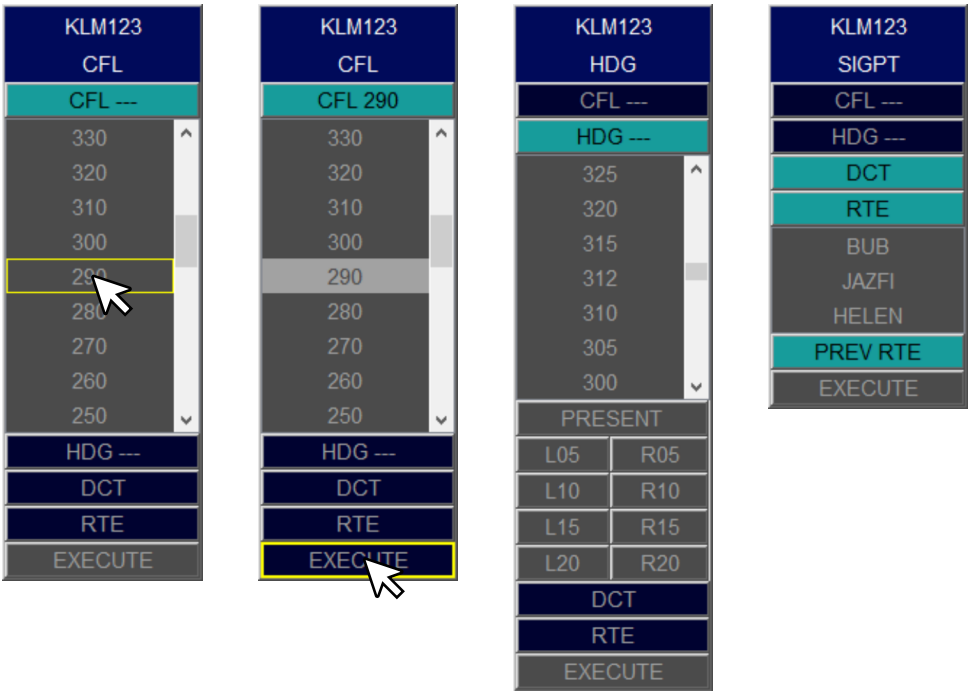 KLM123
CFL
CFL ---
330
320
310
300
290
280
270
260
250
HDG ---
DCT
RTE
EXECUTE
KLM123
CFL
CFL 290
330
320
310
300
290
280
270
260
250
HDG ---
DCT
RTE
EXECUTE
KLM123
HDG
CFL ---
HDG ---
325
320
315
312
310
305
300
PRESENT
L05 R05
L10 R10
L15 R15
L20 R20
DCT
RTE
EXECUTE
KLM123
SIGPT
CFL ---
HDG ---
DCT
RTE
BUB
JAZFI
HELEN
PREV RTE
EXECUTE